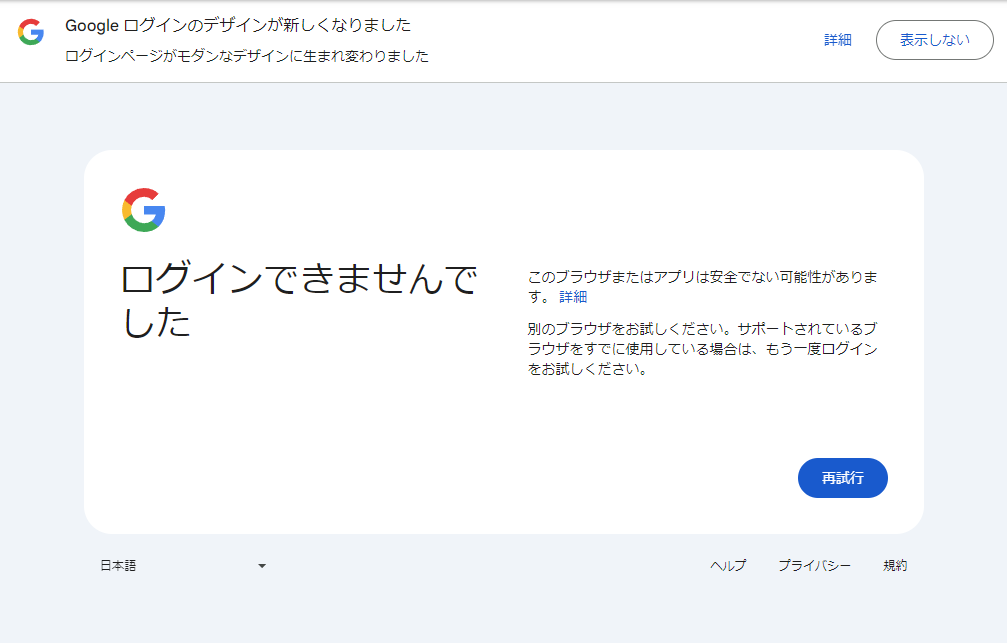 Google ログインのデザインが新しくなりました
ログインページがモダンなデザインに生まれ変わりました
詳細
表示しない
ログインできませんで
した
このブラウザまたはアプリは安全でない可能性がありま
す。 詳細
別のブラウザをお試しください。サポートされているブ
ラウザをすでに使用している場合は、もう一度ログイン
をお試しください。
再試行
日本語
ヘルプ
プライバシー
規約